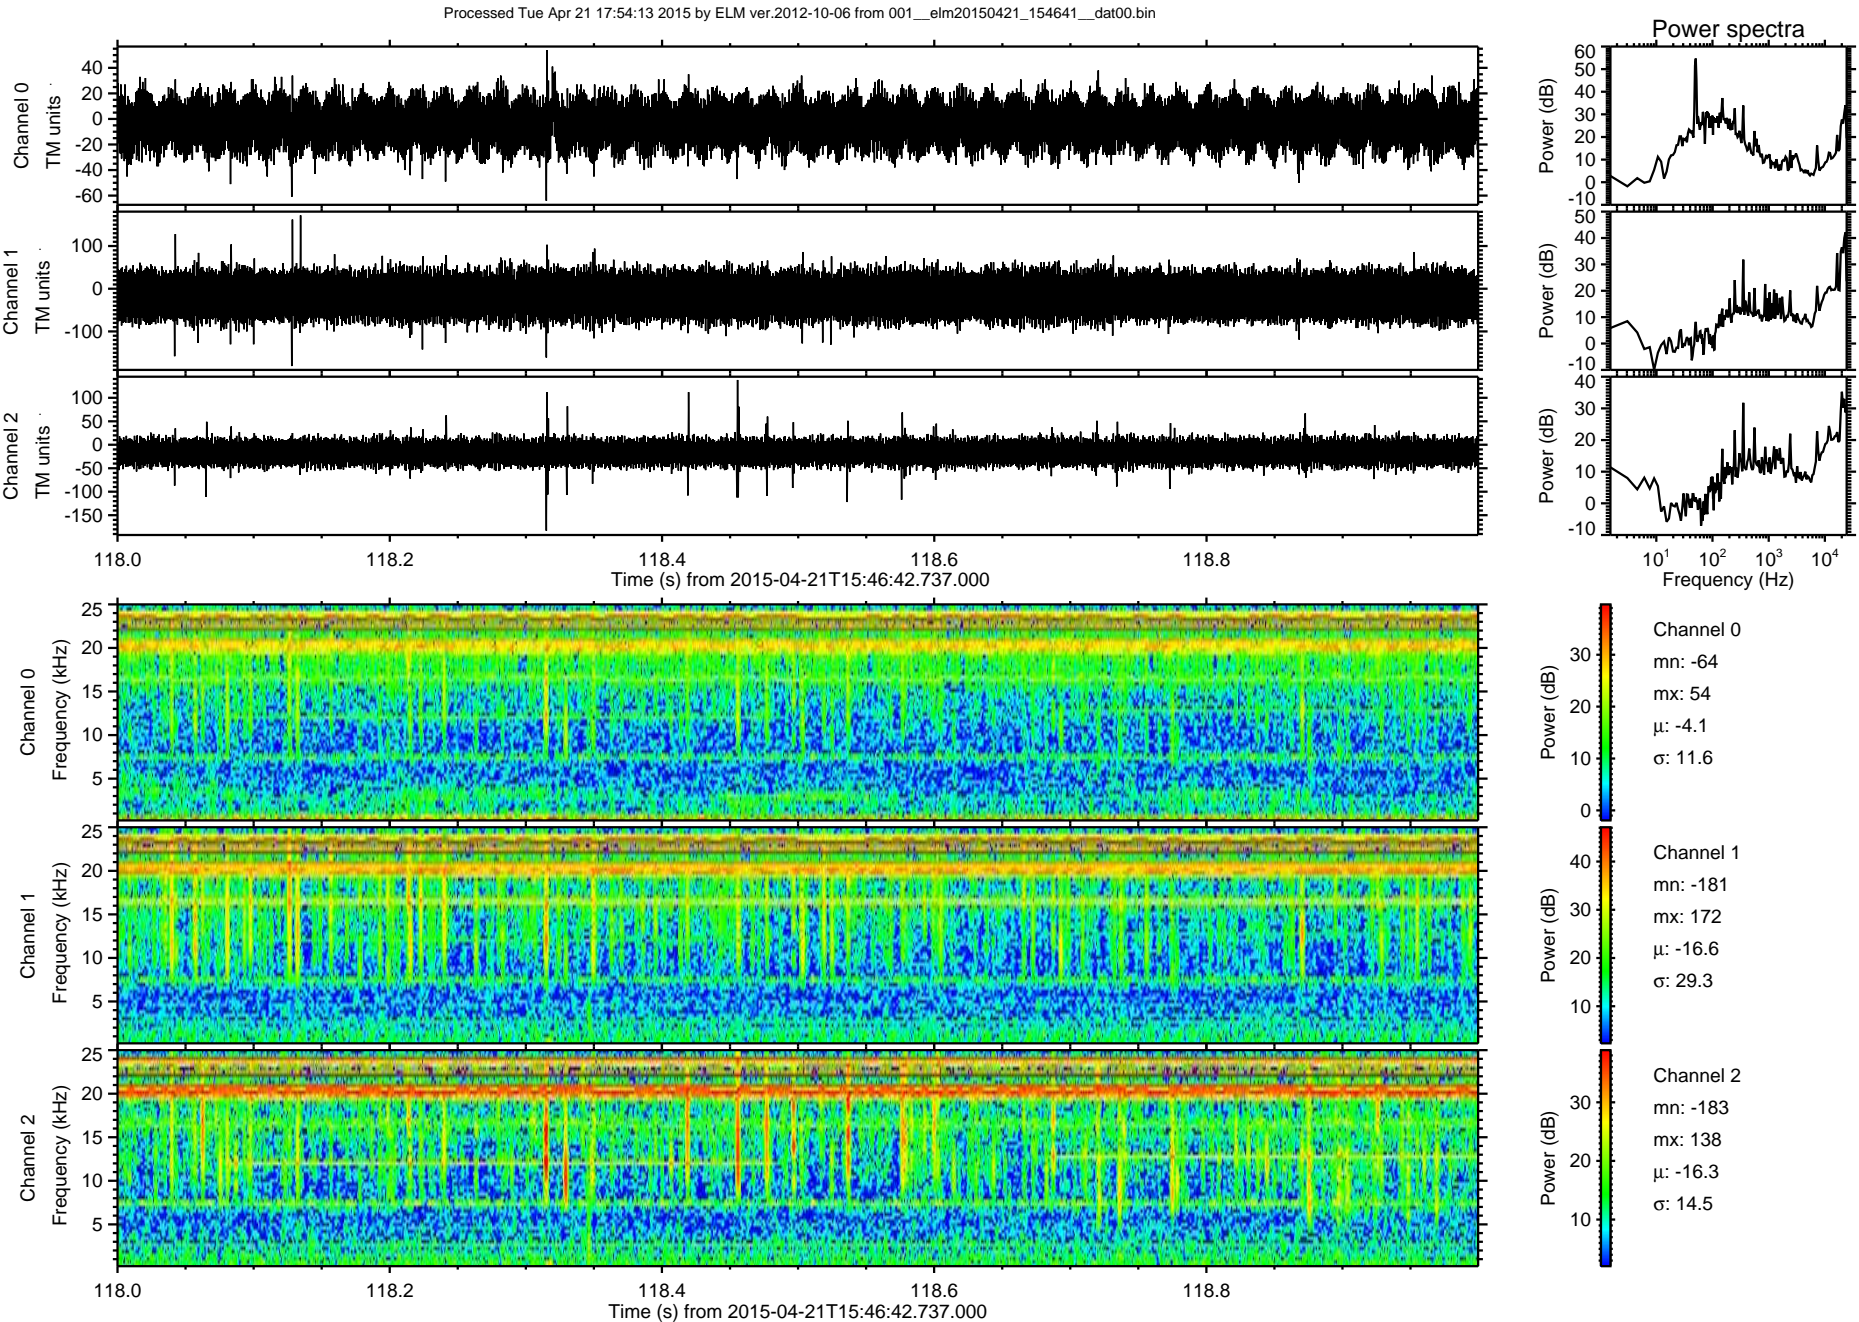 Processed Tue Apr 21 17:54:13 2015 by ELM ver.2012-10-06 from 001__elm20150421_154641__dat00.bin
Power spectra
Channel 0
TM units
40
20
0
-20
-40
-60
Power (dB)
60
50
40
30
20
10
0
-10
Channel 1
TM units
100
0
-100
Power (dB)
50
40
30
20
10
0
-10
Channel 2
TM units
100
50
0
-50
-100
-150
Power (dB)
40
30
20
10
0
-10
118.0 118.2 118.4 118.6 118.8
Time (s) from 2015-04-21T15:46:42.737.000
10^1 10^2 10^3 10^4
Frequency (Hz)
Channel 0
Frequency (kHz)
25
20
15
10
5
Power (dB)
30
20
10
0
Channel 0
mn: -64
mx: 54
μ: -4.1
σ: 11.6
Channel 1
Frequency (kHz)
25
20
15
10
5
Power (dB)
40
30
20
10
Channel 1
mn: -181
mx: 172
μ: -16.6
σ: 29.3
Channel 2
Frequency (kHz)
25
20
15
10
5
Power (dB)
30
20
10
Channel 2
mn: -183
mx: 138
μ: -16.3
σ: 14.5
118.0 118.2 118.4 118.6 118.8
Time (s) from 2015-04-21T15:46:42.737.000